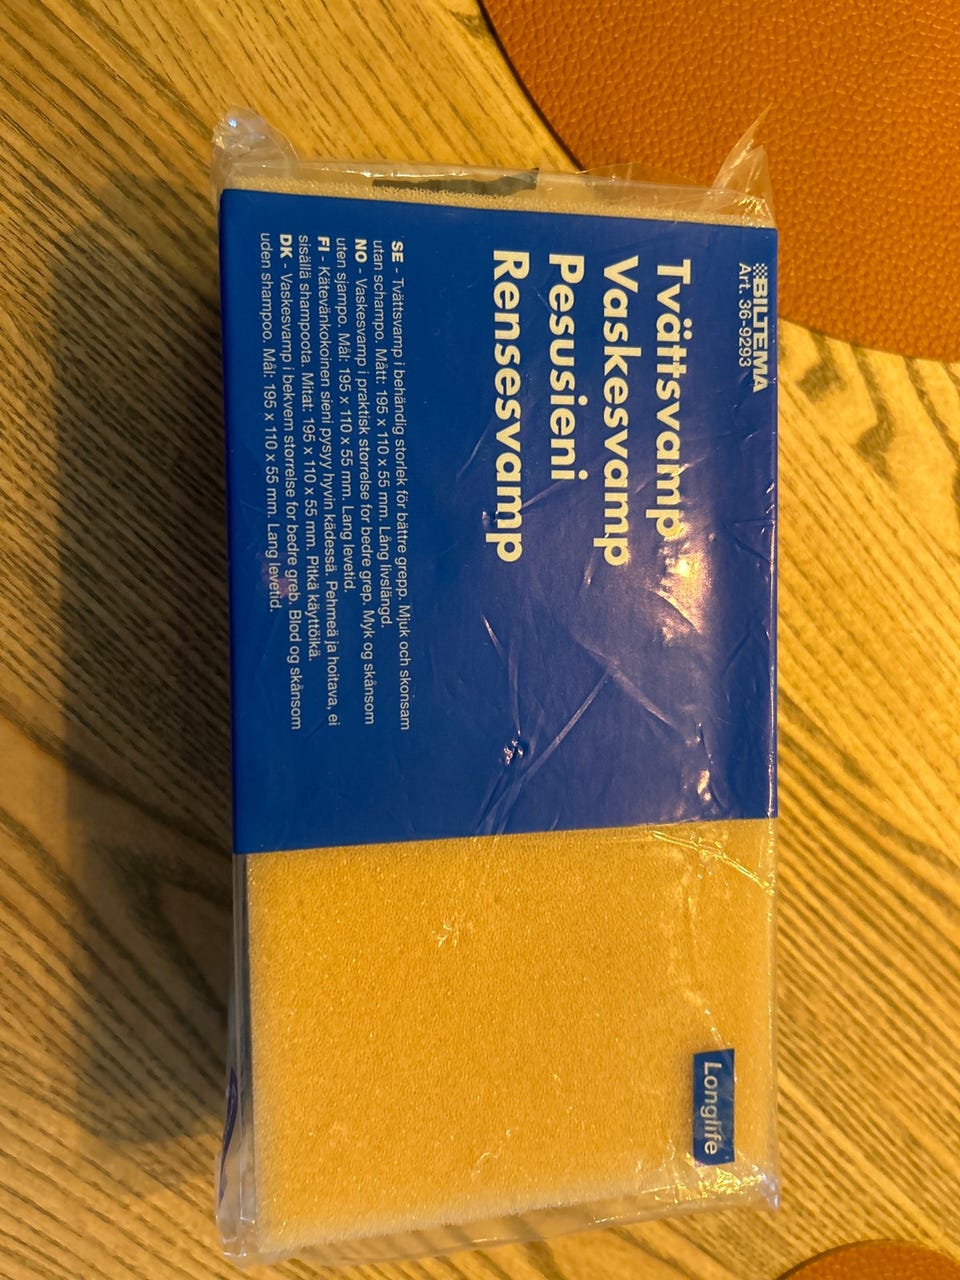 BILTEMA
Art. 36-9293
Tvättsvamp
Vaskesvamp
Pesusieni
Rensesvamp
SE - Tvättsvamp i behändig storlek för bättre grepp. Mjuk och skonsam
utan schampo. Mått: 195 x 110 x 55 mm. Lång livslängd.
NO - Vaskesvamp i praktisk størrelse for bedre grep. Myk og skånsom
uten sjampo. Mål: 195 x 110 x 55 mm. Lang levetid.
FI - Kätevänkokoinen sieni pysyy hyvin kädessä. Pehmeä ja hoitava, ei
sisällä shampoota. Mitat: 195 x 110 x 55 mm. Pitkä käyttöikä.
DK - Vaskesvamp i bekvem størrelse for bedre greb. Blød og skånsom
uden shampoo. Mål: 195 x 110 x 55 mm. Lang levetid.
Longlife